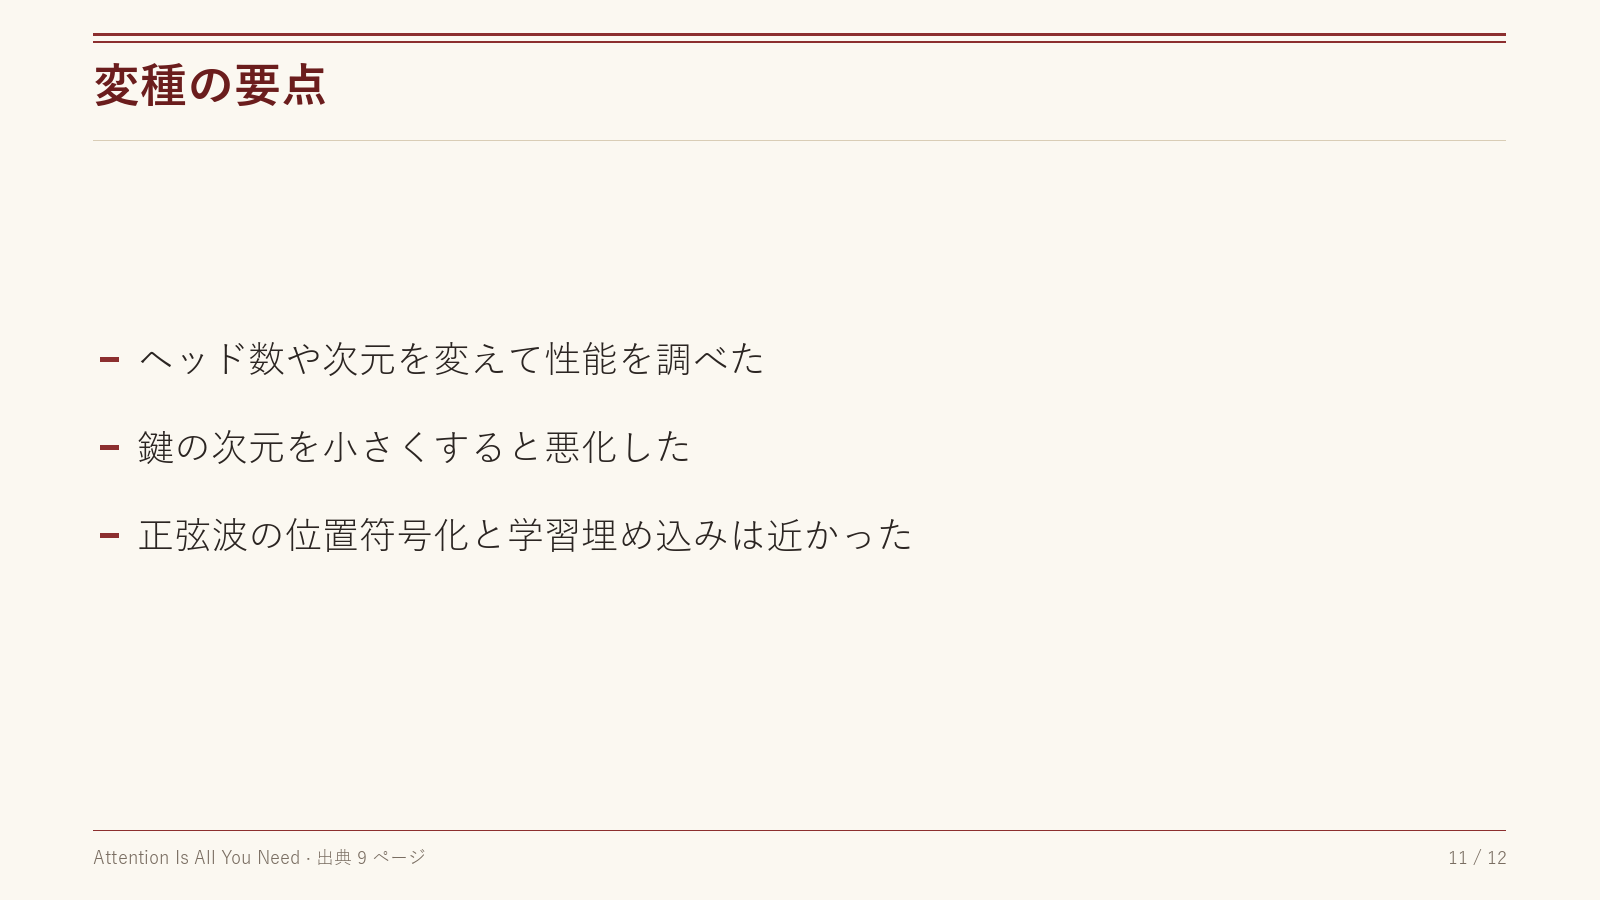 変種の要点
ヘッド数や次元を変えて性能を調べた
鍵の次元を小さくすると悪化した
正弦波の位置符号化と学習埋め込みは近かった
Attention Is All You Need · 出典 9 ページ
11 / 12